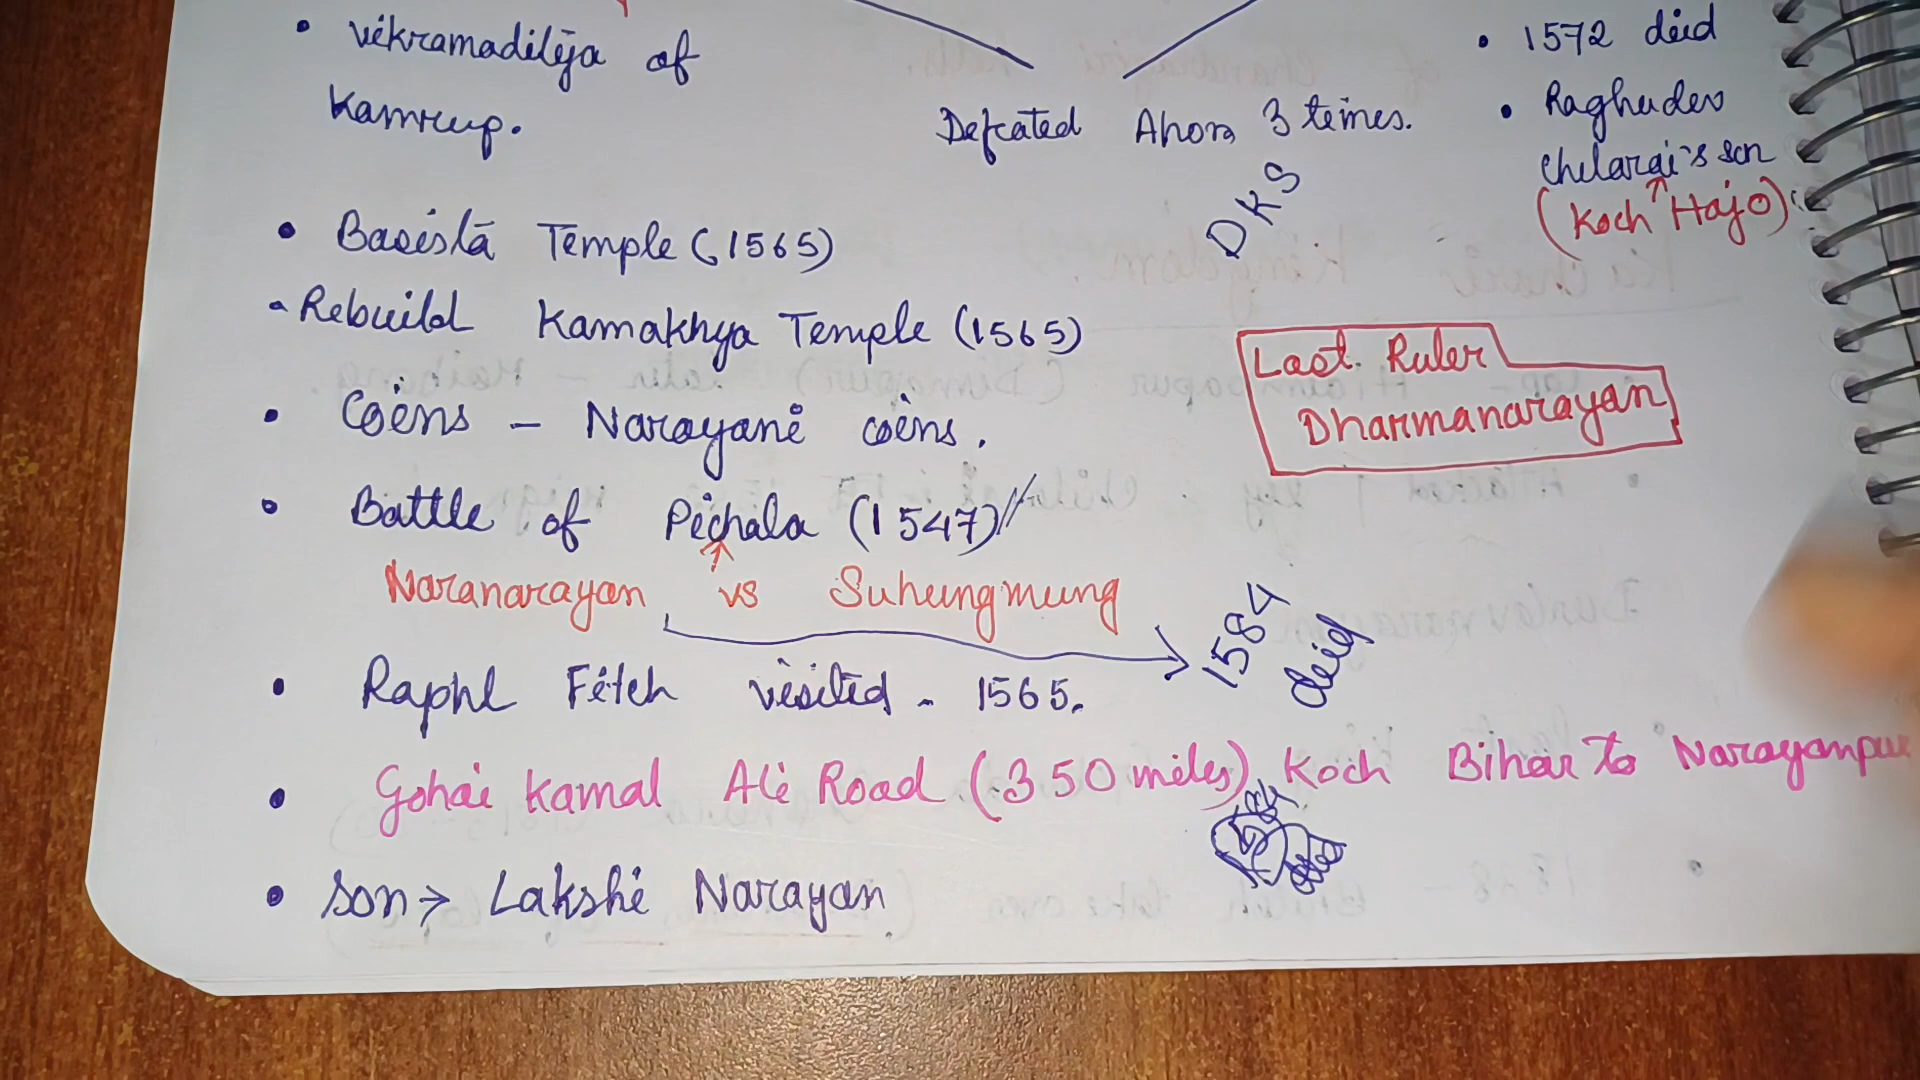 • vikramaditya of
Kamrup.
Defeated Ahom 3 times.
• 1572 died
• Raghudev
Chilarai's son
(Koch Hajo)
DKS
• Basista Temple (1565)
- Rebuild Kamakhya Temple (1565)
• Coins - Narayani coins.
Last Ruler
Dharmanarayan
• Battle of Pichala (1547)
Naranarayan vs Suhungmung
1584
died
• Raphl Fitch visited - 1565.
• Gohai Kamal Ali Road (350 miles) Koch Bihar to Narayanpur
• son → Lakshi Narayan